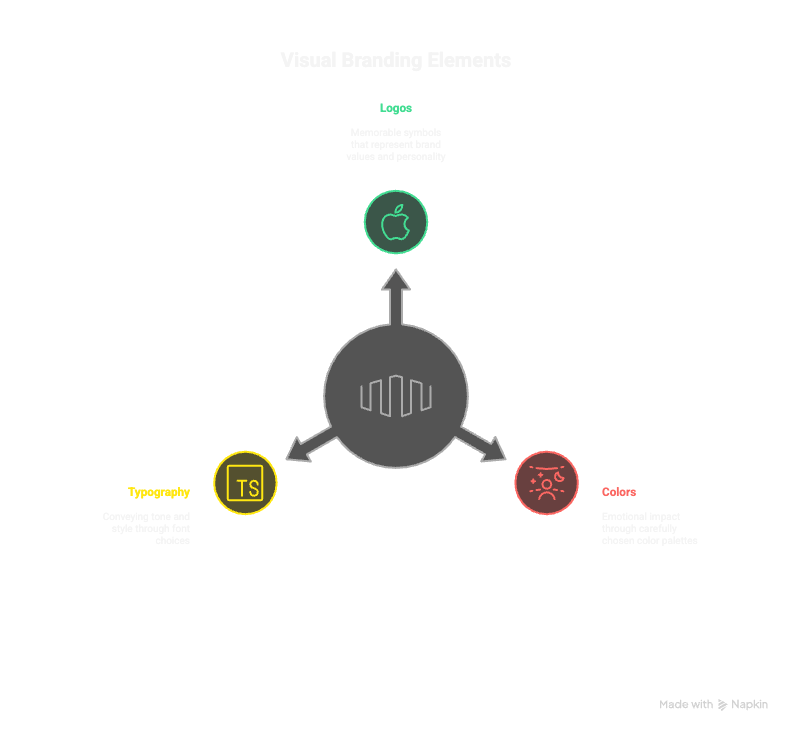 Visual Branding Elements
Logos
Memorable symbols
that represent brand
values and personality
TS
Typography
Conveying tone and
style through font
choices
Colors
Emotional impact
through carefully
chosen color palettes
Made with Napkin